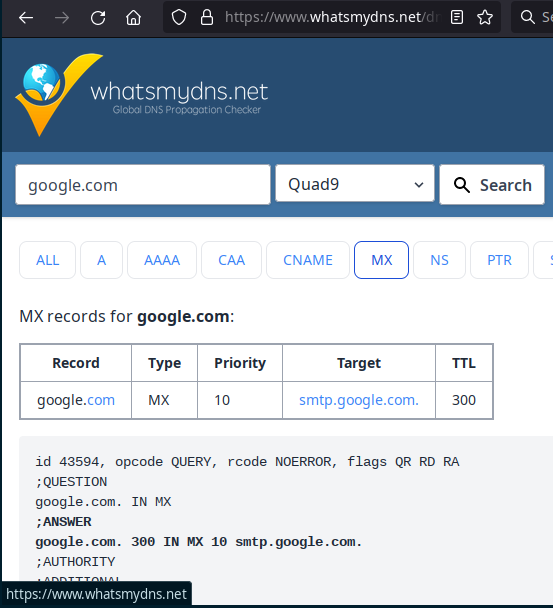 https://www.whatsmydns.net/
whatsmydns.net
Global DNS Propagation Checker
google.com
Quad9
Search
ALL
A
AAAA
CAA
CNAME
MX
NS
PTR
MX records for google.com:
Record Type Priority Target TTL
google.com MX 10 smtp.google.com. 300
id 43594, opcode QUERY, rcode NOERROR, flags QR RD RA
;QUESTION
google.com. IN MX
;ANSWER
google.com. 300 IN MX 10 smtp.google.com.
;AUTHORITY
;ADDITIONAL
https://www.whatsmydns.net